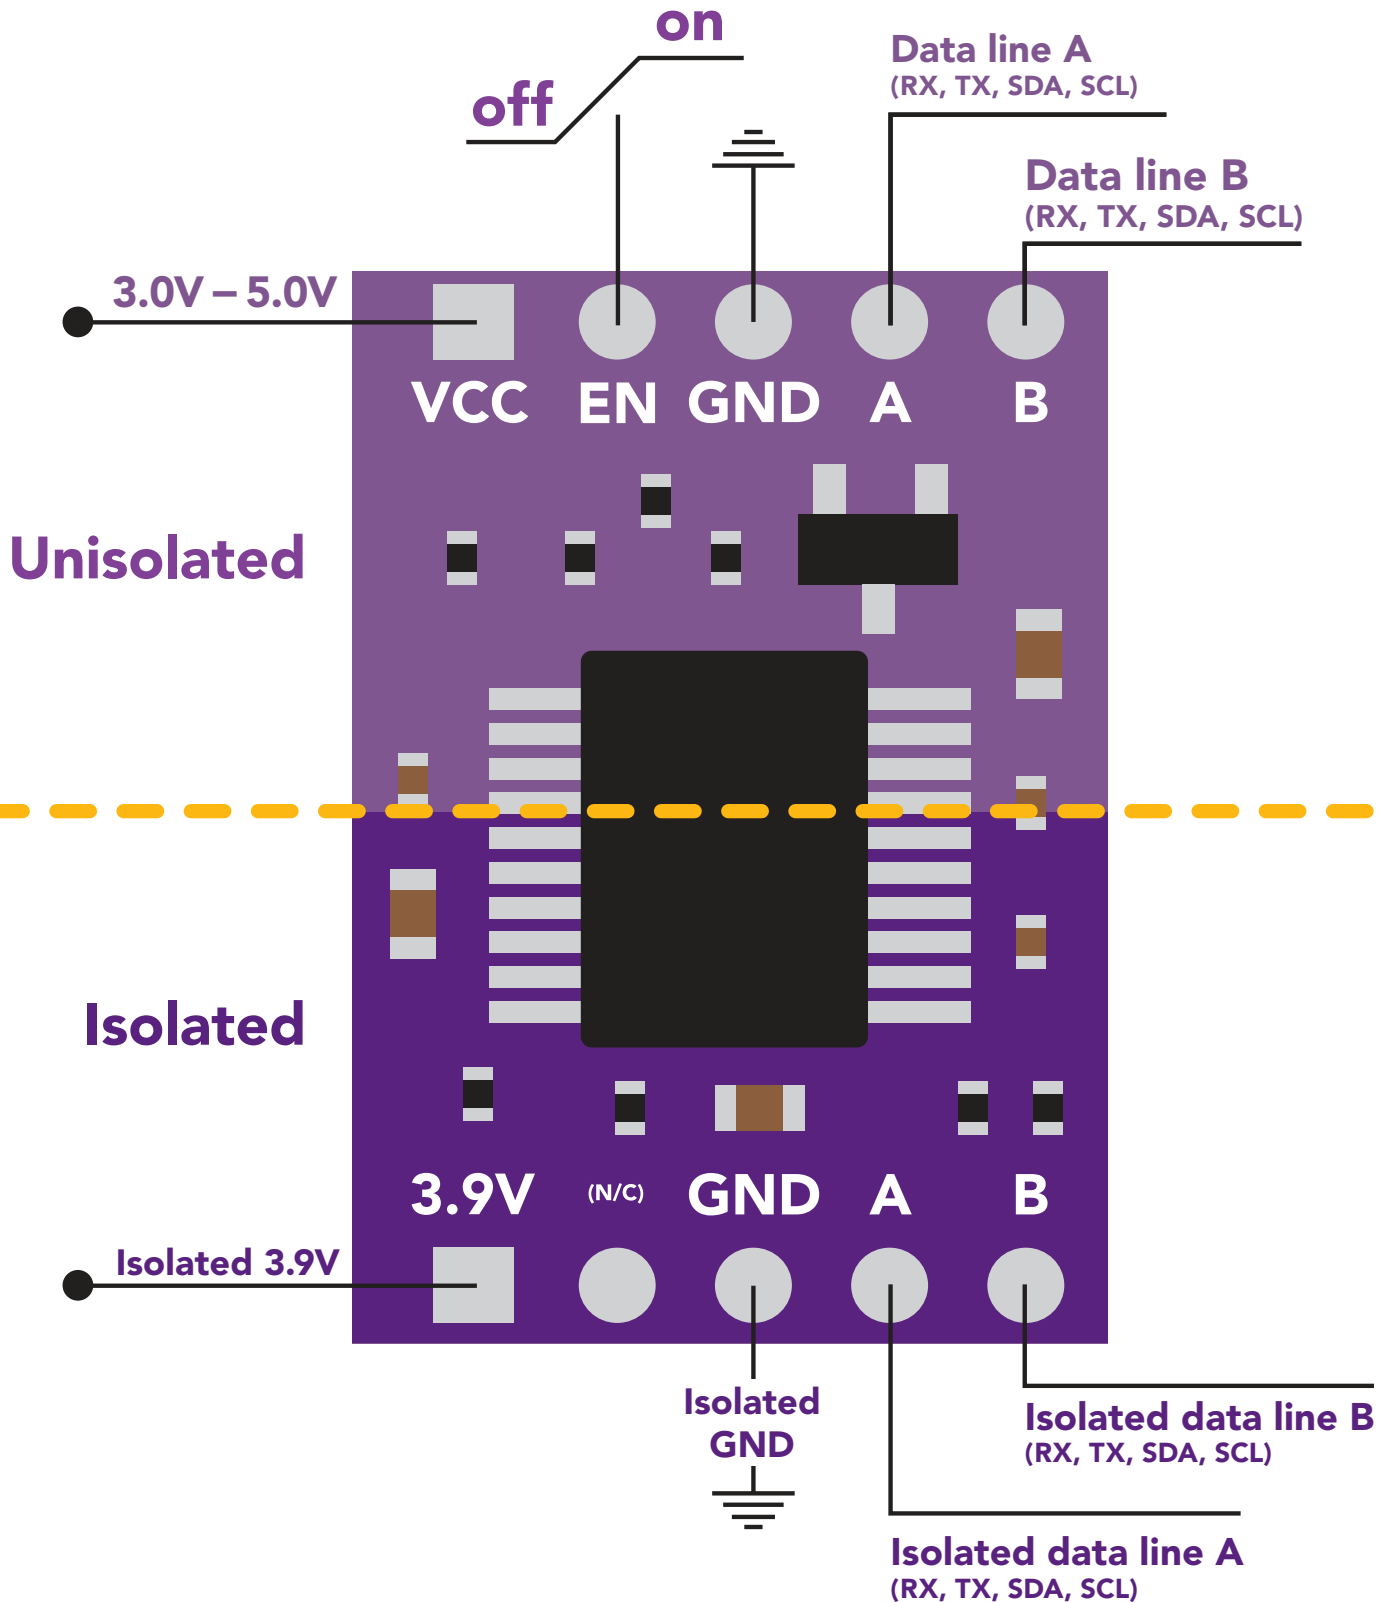 on
off
Data line A
(RX, TX, SDA, SCL)
Data line B
(RX, TX, SDA, SCL)
3.0V – 5.0V
VCC EN GND A B
Unisolated
Isolated
3.9V (N/C) GND A B
Isolated 3.9V
Isolated
GND
Isolated data line B
(RX, TX, SDA, SCL)
Isolated data line A
(RX, TX, SDA, SCL)